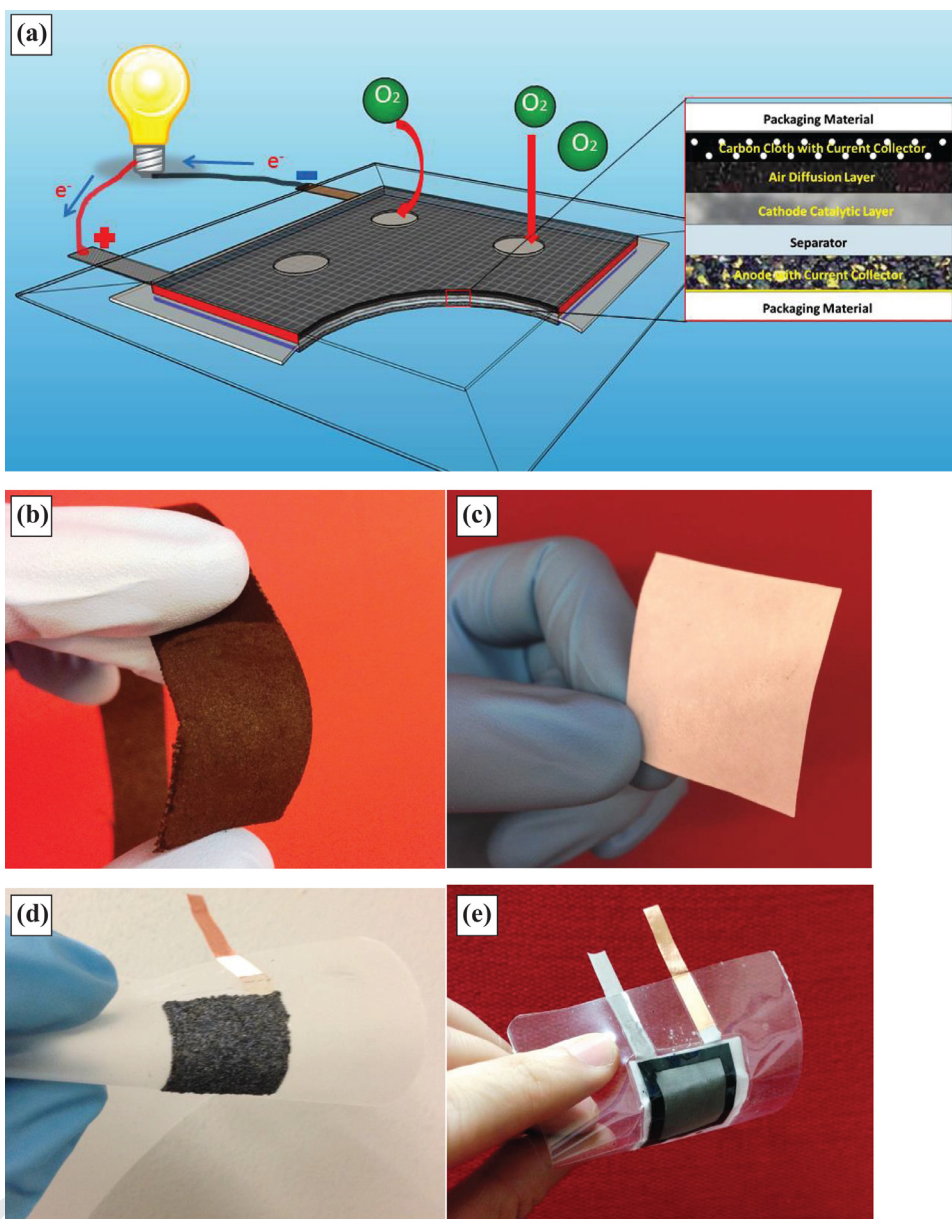 (a)
O2
O2
O2
e-
e-
Packaging Material
Carbon Cloth with Current Collector
Air Diffusion Layer
Cathode Catalytic Layer
Separator
Anode with Current Collector
Packaging Material
(b)
(c)
(d)
(e)